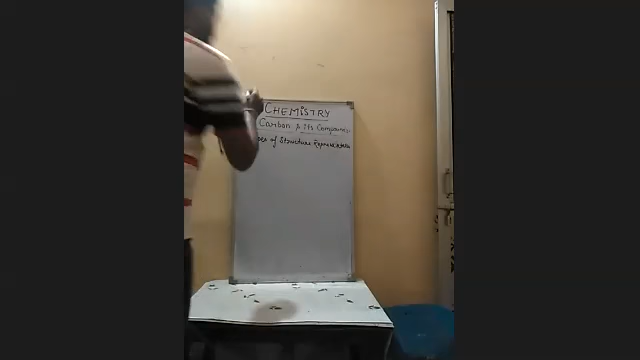 CHEMISTRY
Carbon & Its Compounds
of Structure Representation